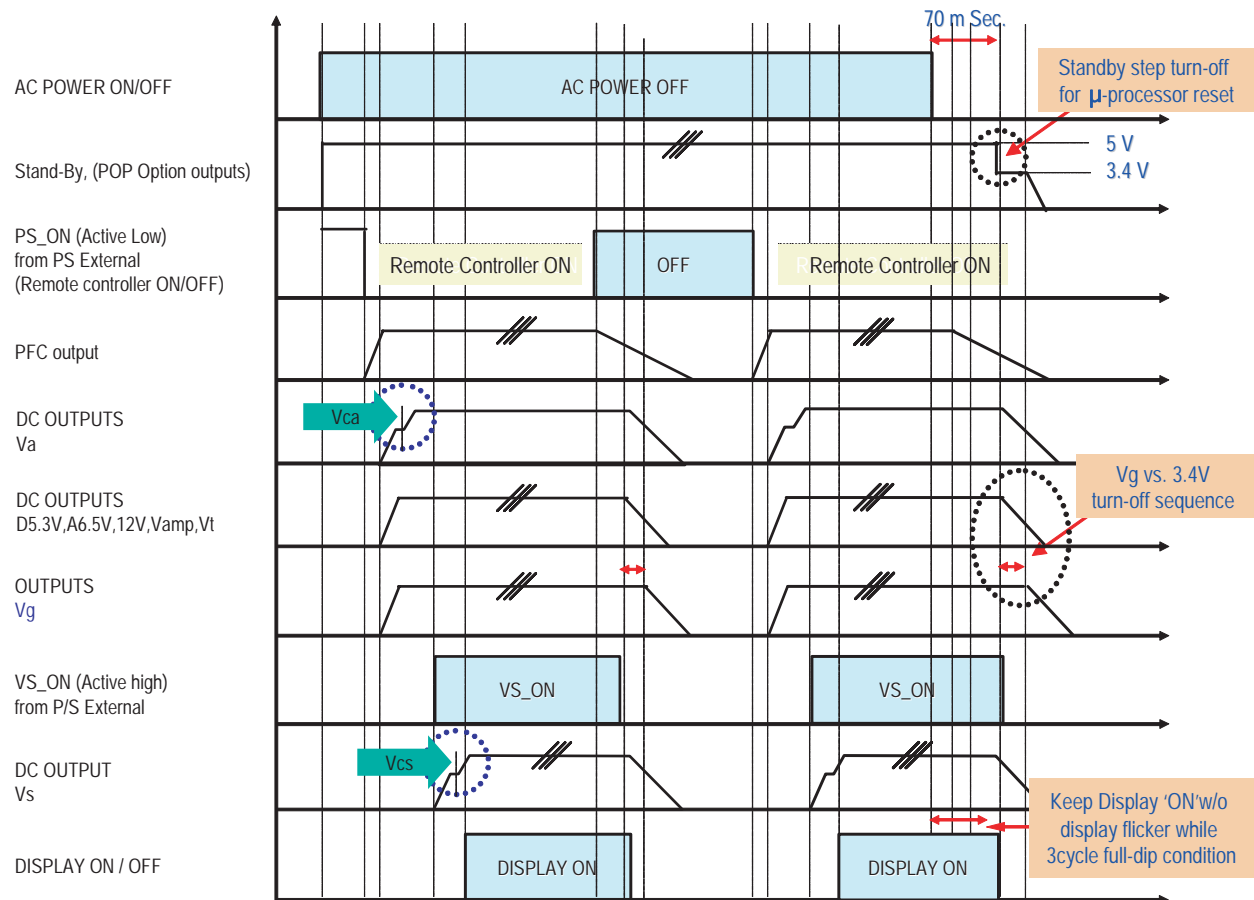 70 m Sec.
AC POWER ON/OFF
AC POWER OFF
Standby step turn-off
for μ-processor reset
Stand-By, (POP Option outputs)
5 V
3.4 V
PS_ON (Active Low)
from PS External
(Remote controller ON/OFF)
Remote Controller ON
OFF
Remote Controller ON
PFC output
DC OUTPUTS
Va
Vca
DC OUTPUTS
D5.3V,A6.5V,12V,Vamp,Vt
Vg vs. 3.4V
turn-off sequence
OUTPUTS
Vg
VS_ON (Active high)
from P/S External
VS_ON
VS_ON
DC OUTPUT
Vs
Vcs
Keep Display 'ON'w/o
display flicker while
3cycle full-dip condition
DISPLAY ON / OFF
DISPLAY ON
DISPLAY ON